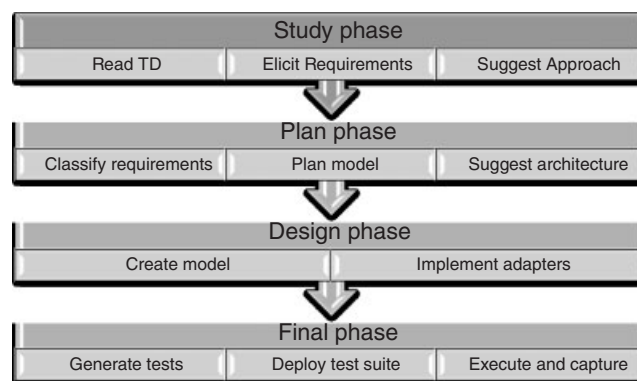 Study phase
Read TD Elicit Requirements Suggest Approach
Plan phase
Classify requirements Plan model Suggest architecture
Design phase
Create model Implement adapters
Final phase
Generate tests Deploy test suite Execute and capture